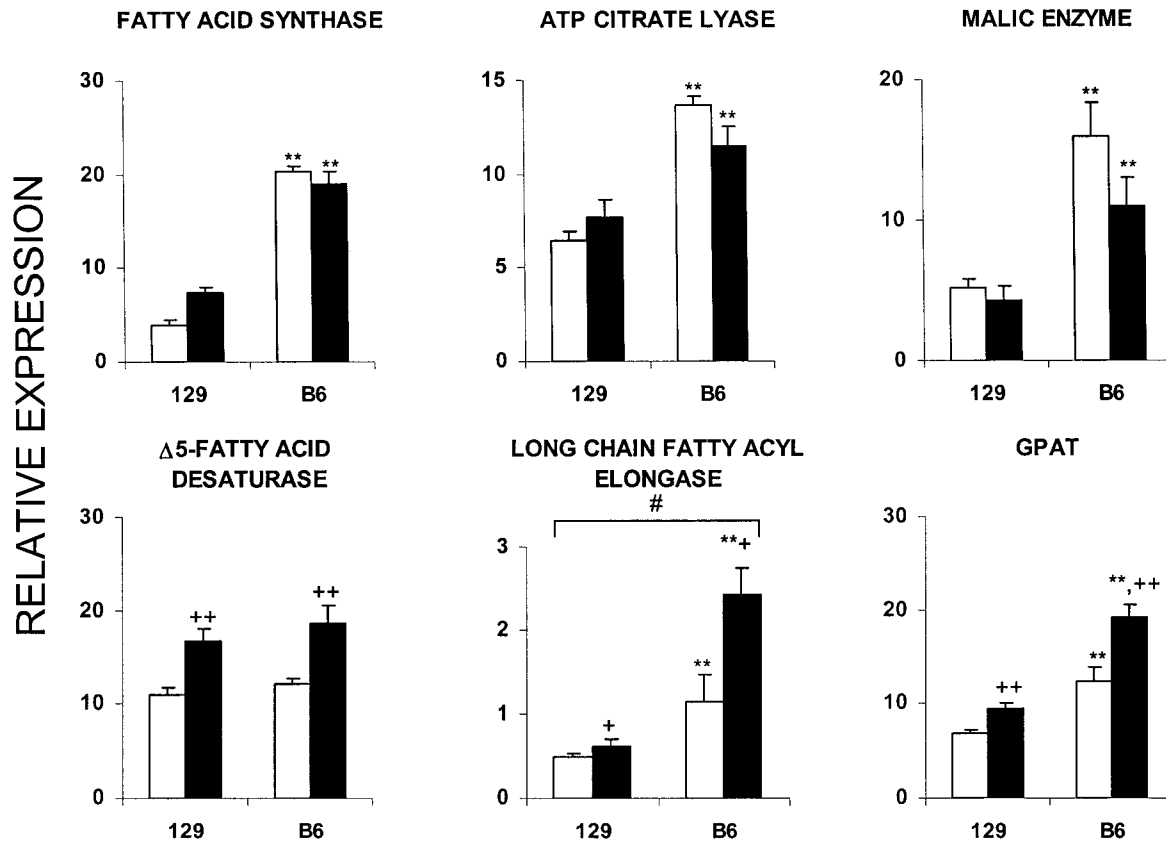 RELATIVE EXPRESSION
FATTY ACID SYNTHASE
30
20
10
0
** **
129 B6
ATP CITRATE LYASE
15
10
5
0
**
**
129 B6
MALIC ENZYME
20
10
0
**
**
129 B6
Δ5-FATTY ACID
DESATURASE
30
20
10
0
++
++
129 B6
LONG CHAIN FATTY ACYL
ELONGASE
#
3
2
1
0
**+
**
+
129 B6
GPAT
30
20
10
0
**,++
**
++
129 B6